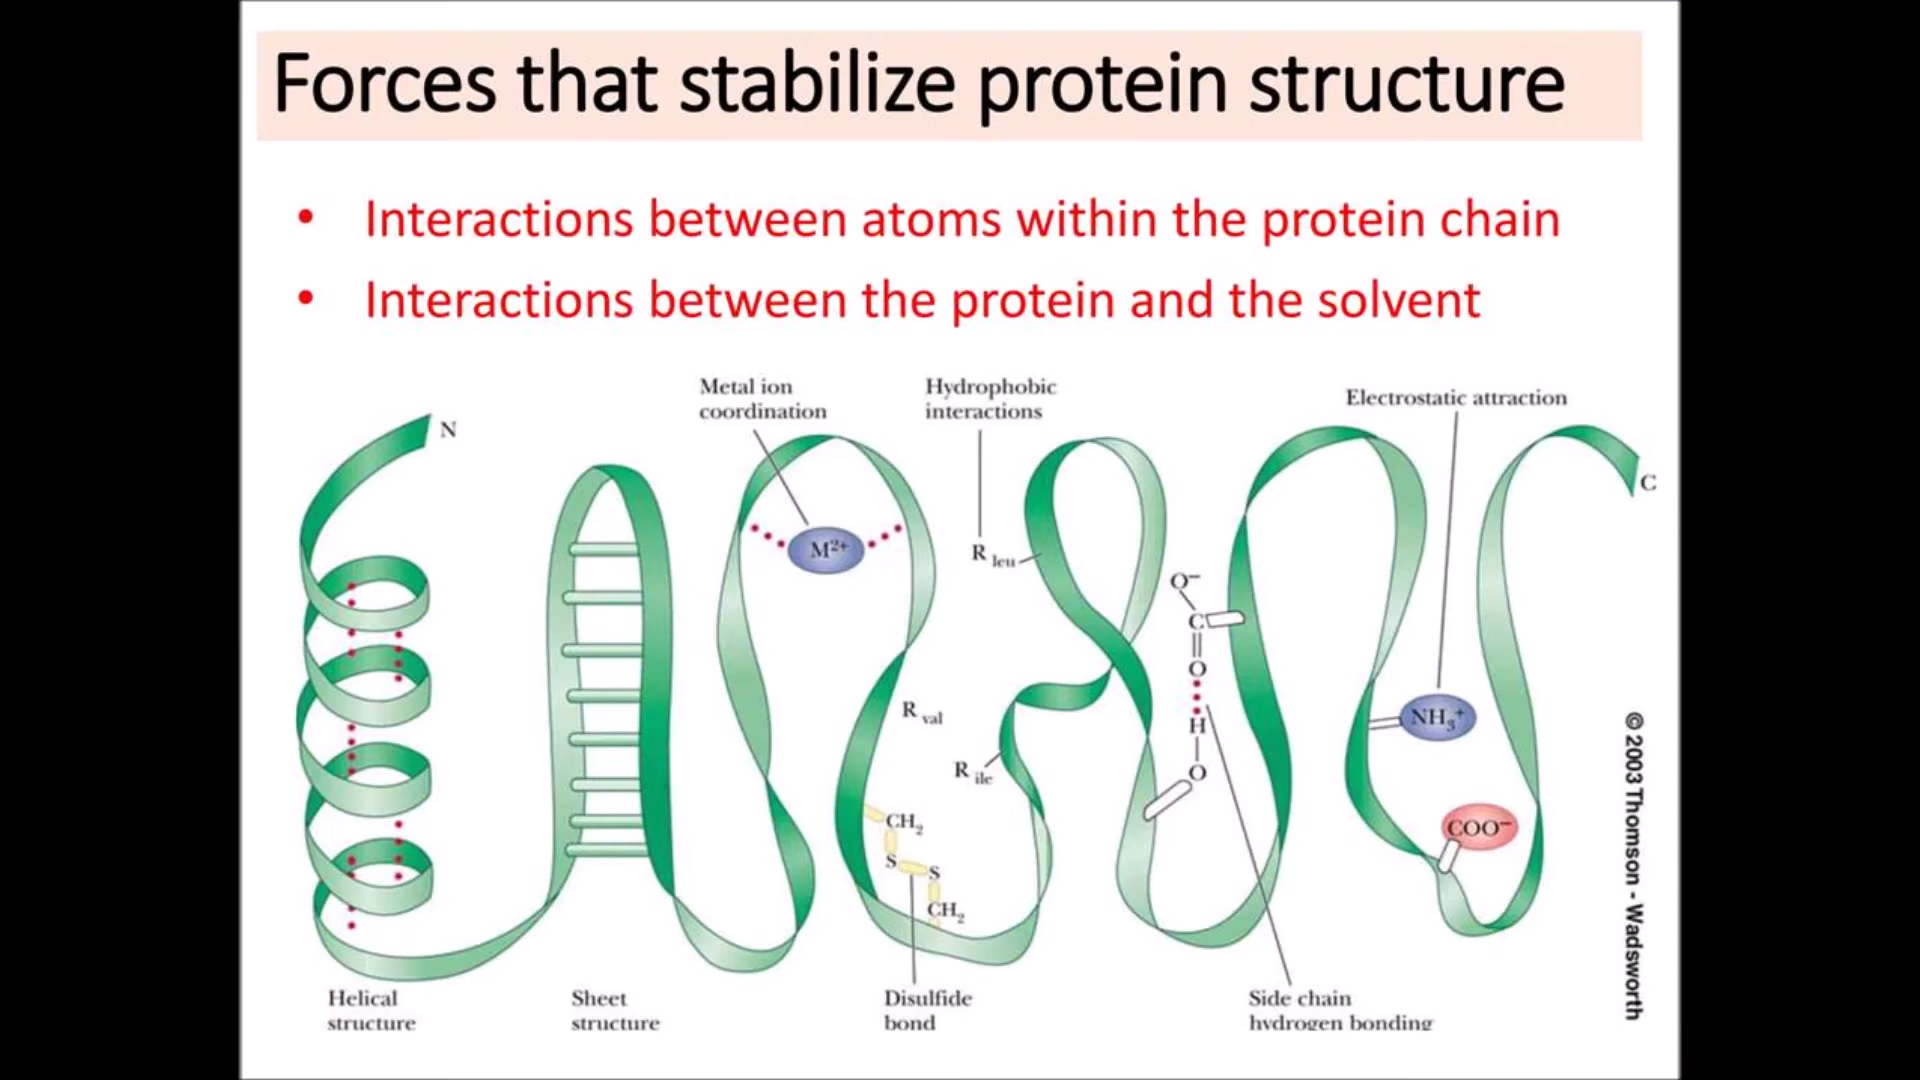 Forces that stabilize protein structure
• Interactions between atoms within the protein chain
• Interactions between the protein and the solvent
Metal ion
coordination
Hydrophobic
interactions
Electrostatic attraction
N
C
M²⁺
R leu
O⁻
C
O
H
O
R val
R ile
NH₃⁺
COO⁻
CH₂
S
S
CH₂
Helical
structure
Sheet
structure
Disulfide
bond
Side chain
hydrogen bonding
© 2003 Thomson - Wadsworth